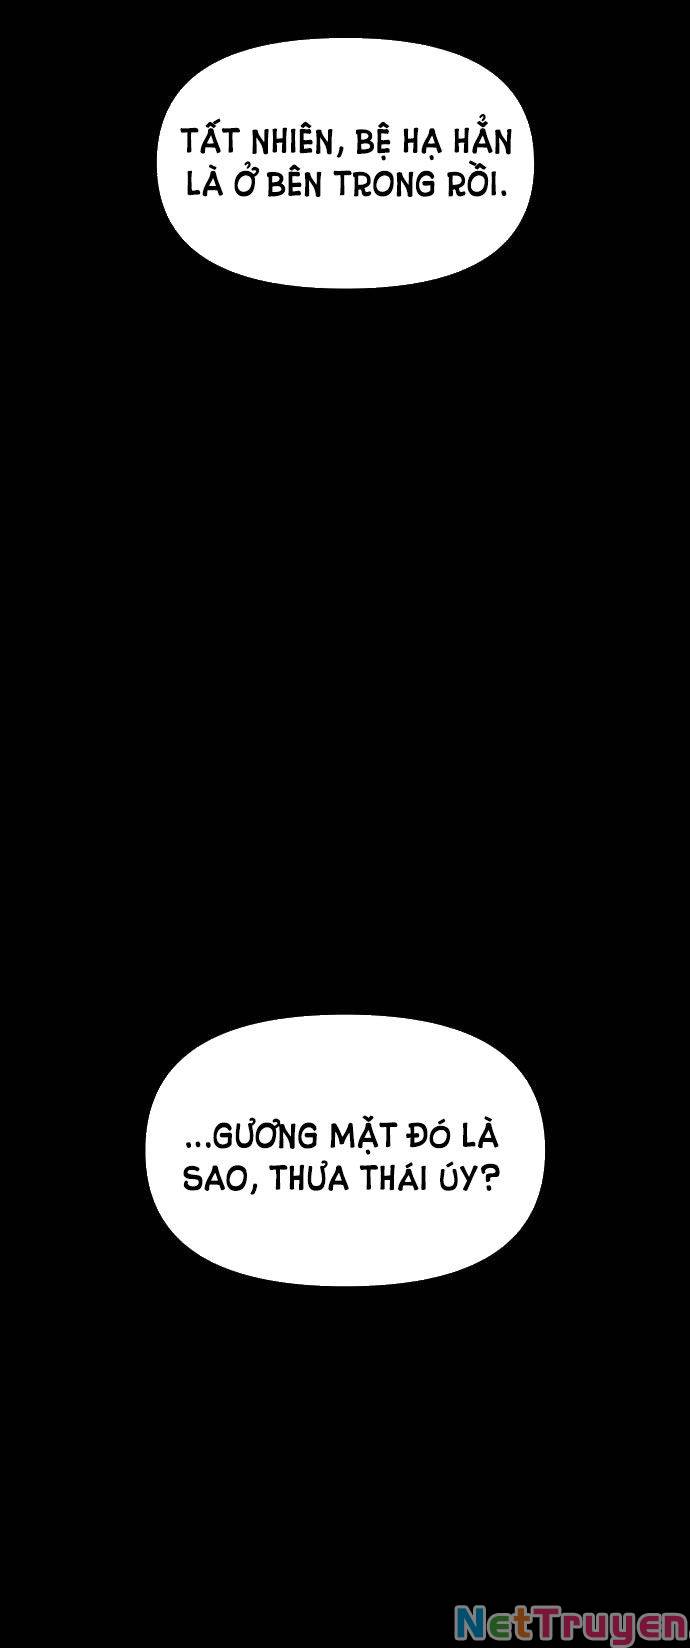 TẤT NHIÊN, BỆ HẠ HẲN
LÀ Ở BÊN TRONG RỒI.
...GƯƠNG MẶT ĐÓ LÀ
SAO, THƯA THÁI ÚY?
NetTruyen